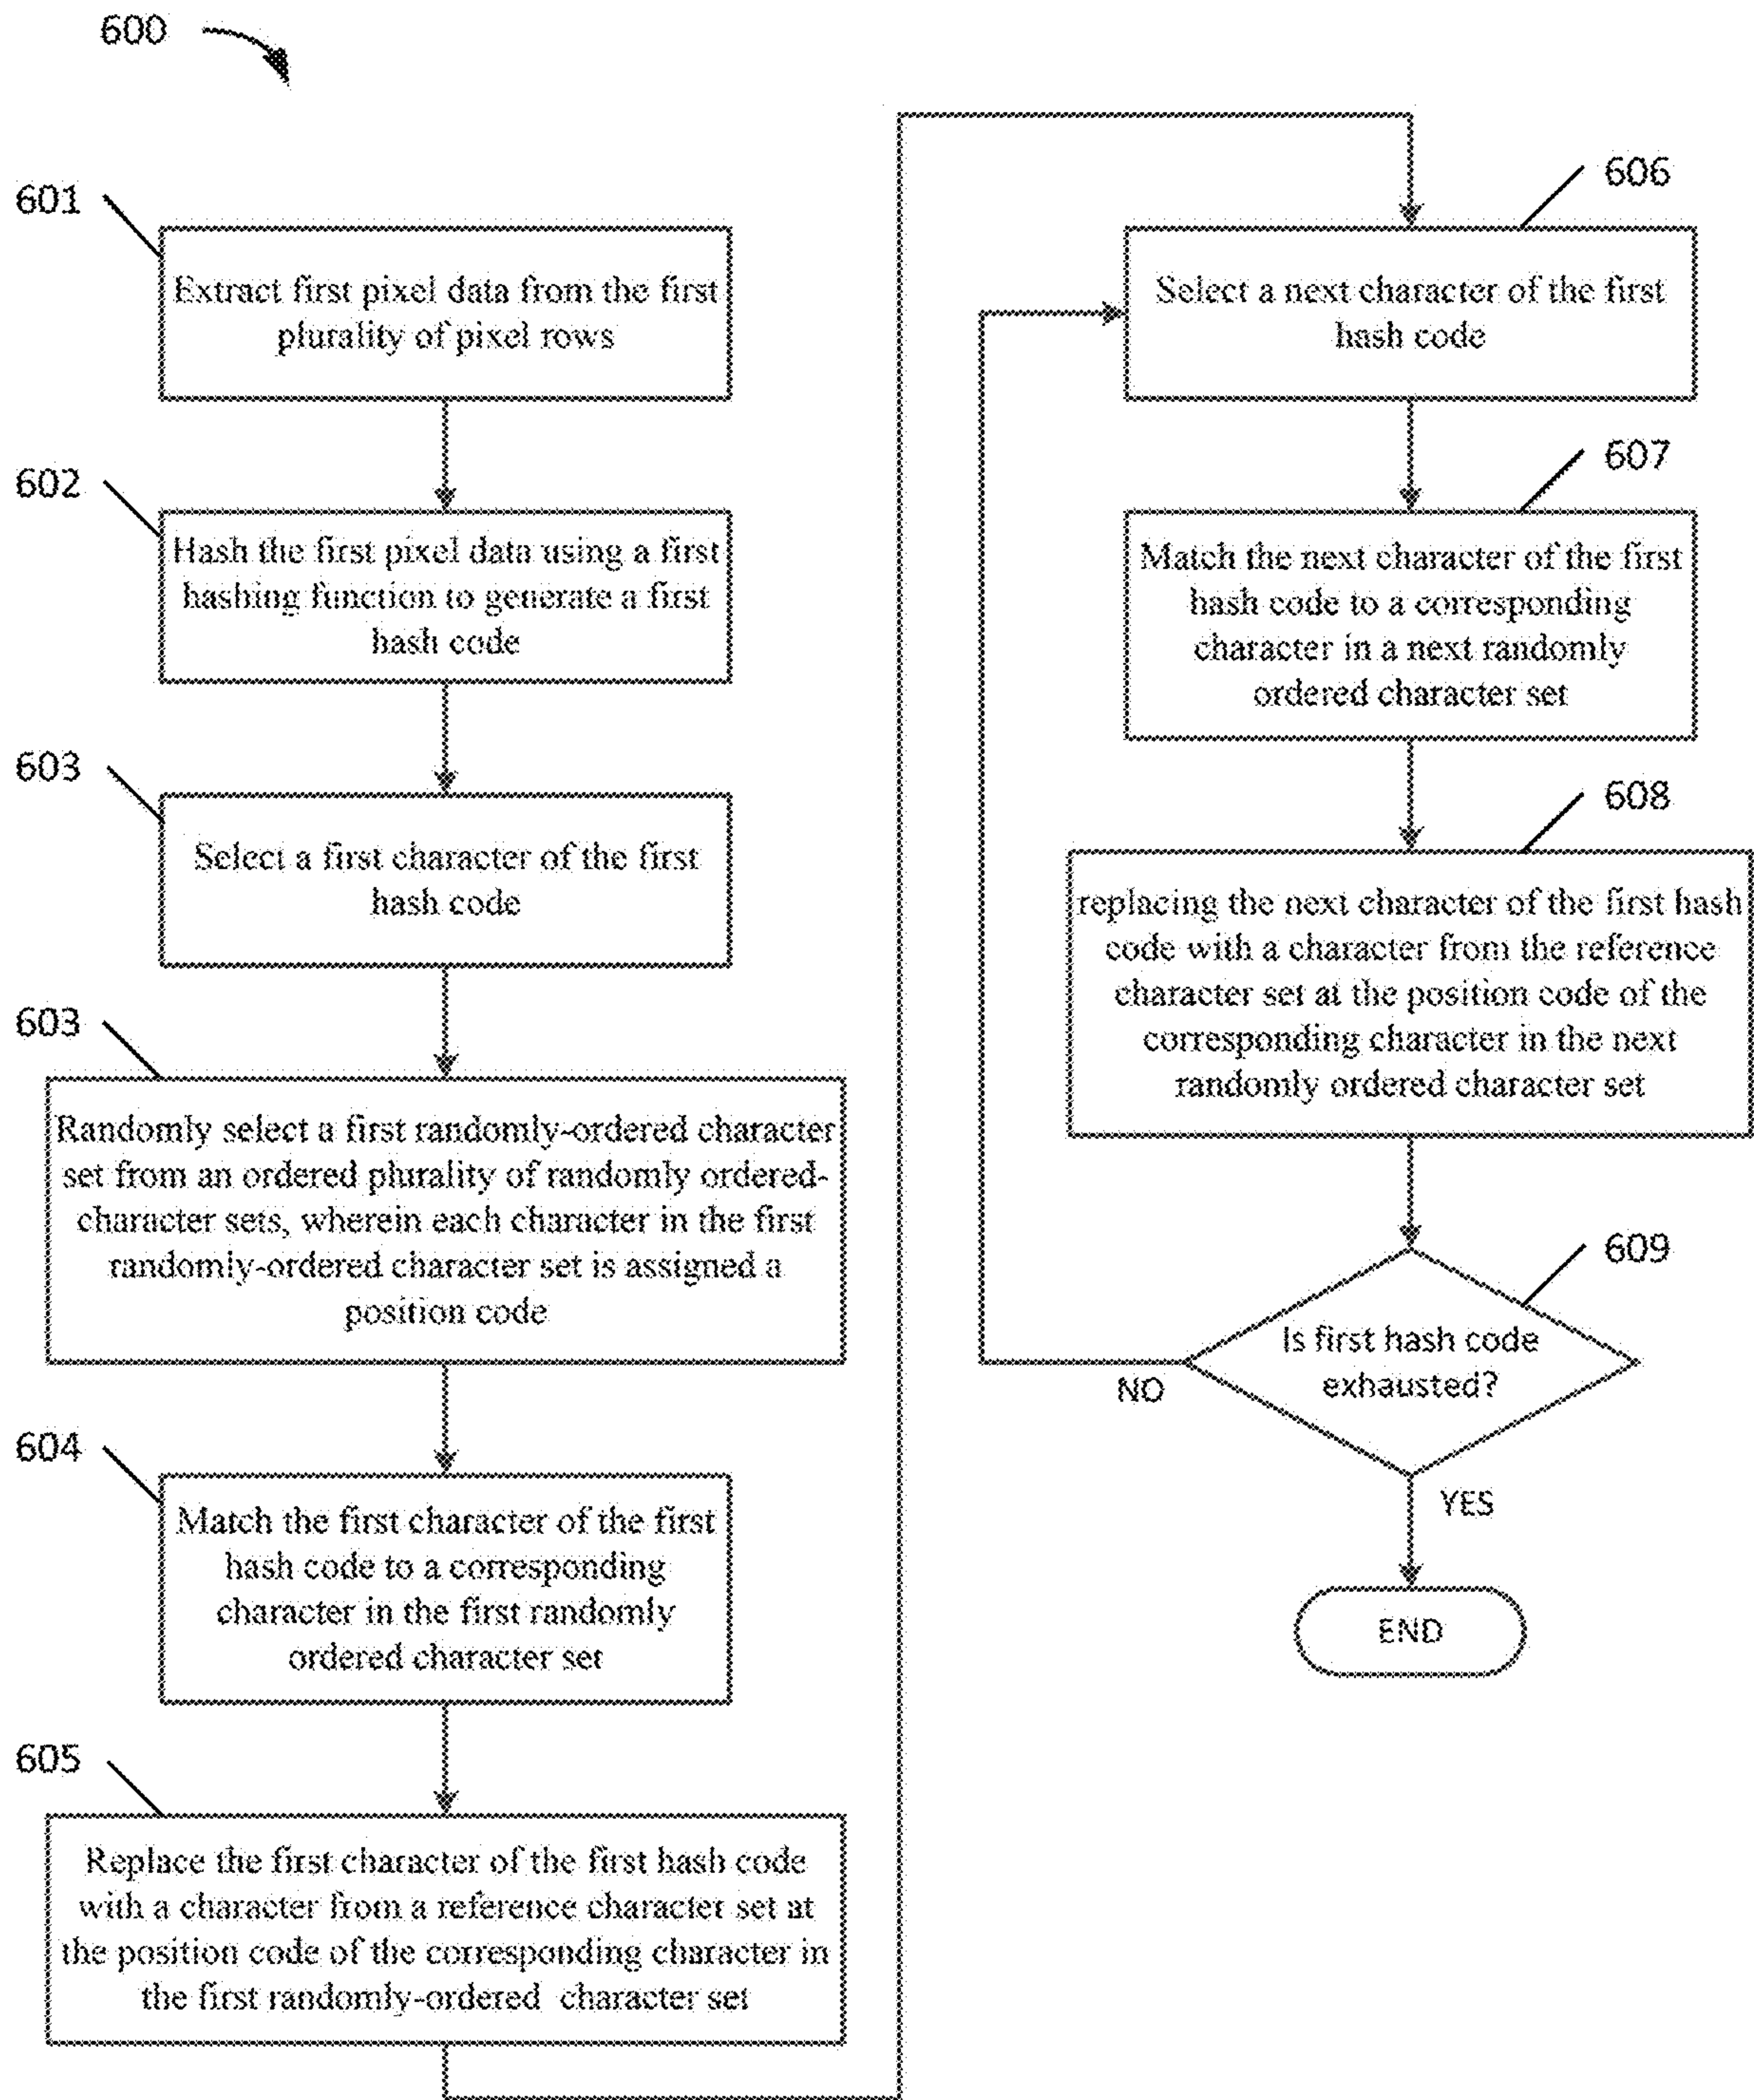 600
601
Extract first pixel data from the first
plurality of pixel rows
602
Hash the first pixel data using a first
hashing function to generate a first
hash code
603
Select a first character of the first
hash code
603
Randomly select a first randomly-ordered character
set from an ordered plurality of randomly ordered-
character sets, wherein each character in the first
randomly-ordered character set is assigned a
position code
604
Match the first character of the first
hash code to a corresponding
character in the first randomly
ordered character set
605
Replace the first character of the first hash code
with a character from a reference character set at
the position code of the corresponding character in
the first randomly-ordered character set
606
Select a next character of the first
hash code
607
Match the next character of the first
hash code to a corresponding
character in a next randomly
ordered character set
608
replacing the next character of the first hash
code with a character from the reference
character set at the position code of the
corresponding character in the next
randomly ordered character set
609
Is first hash code
exhausted?
NO
YES
END